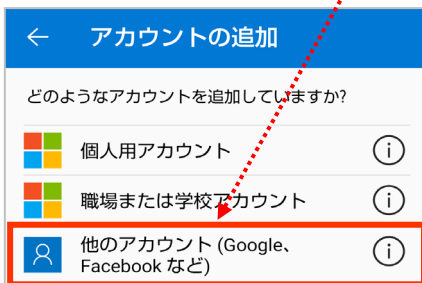 アカウントの追加
どのようなアカウントを追加していますか?
個人用アカウント
職場または学校アカウント
他のアカウント (Google、
Facebook など)